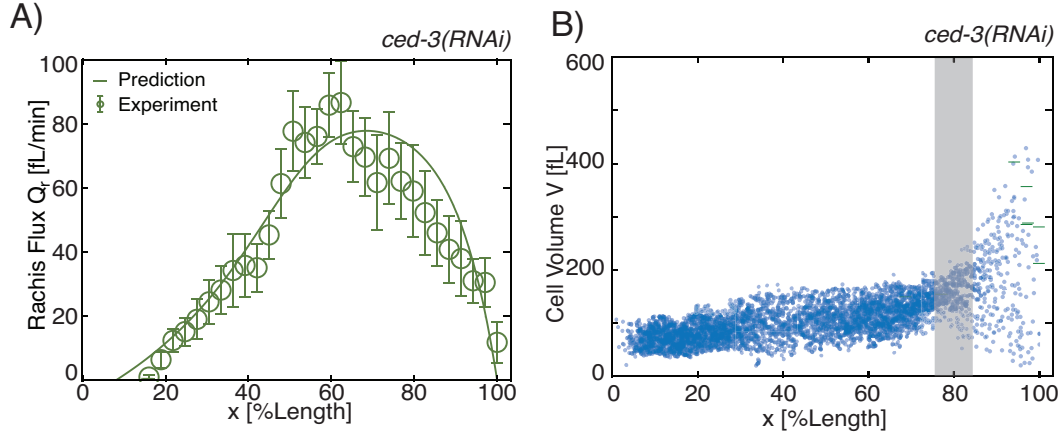 A)
ced-3(RNAi)
Prediction
Experiment
Rachis Flux Qr [fL/min]
100
80
60
40
20
0
0 20 40 60 80 100
x [%Length]
B)
ced-3(RNAi)
Cell Volume V [fL]
600
400
200
0
0 20 40 60 80 100
x [%Length]